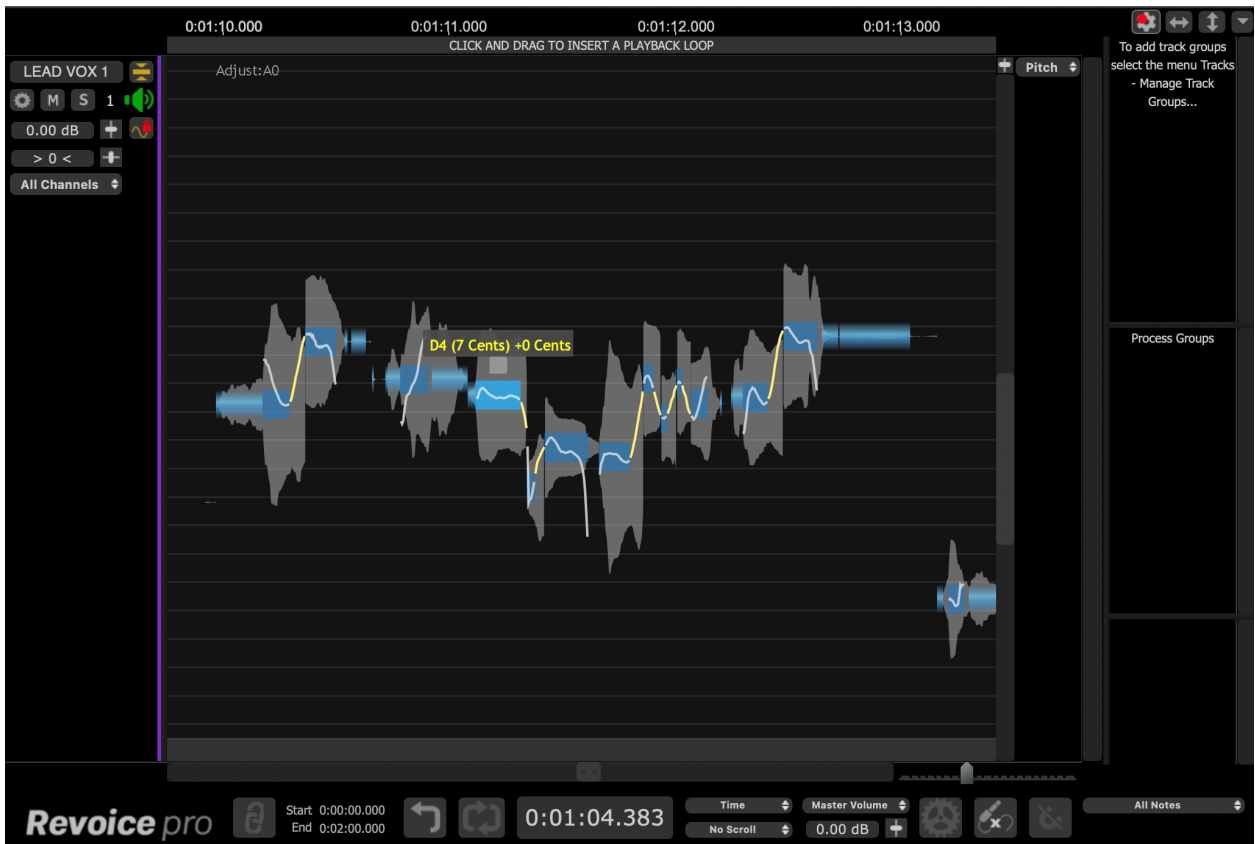 0:01:10.000 0:01:11.000 0:01:12.000 0:01:13.000
CLICK AND DRAG TO INSERT A PLAYBACK LOOP
To add track groups
select the menu Tracks
- Manage Track
Groups...
LEAD VOX 1
Adjust:A0
Pitch
M S 1
0.00 dB
> 0 <
All Channels
D4 (7 Cents) +0 Cents
Process Groups
Revoice pro
Start 0:00:00.000
End 0:02:00.000
0:01:04.383
Time
No Scroll
Master Volume
0.00 dB
All Notes